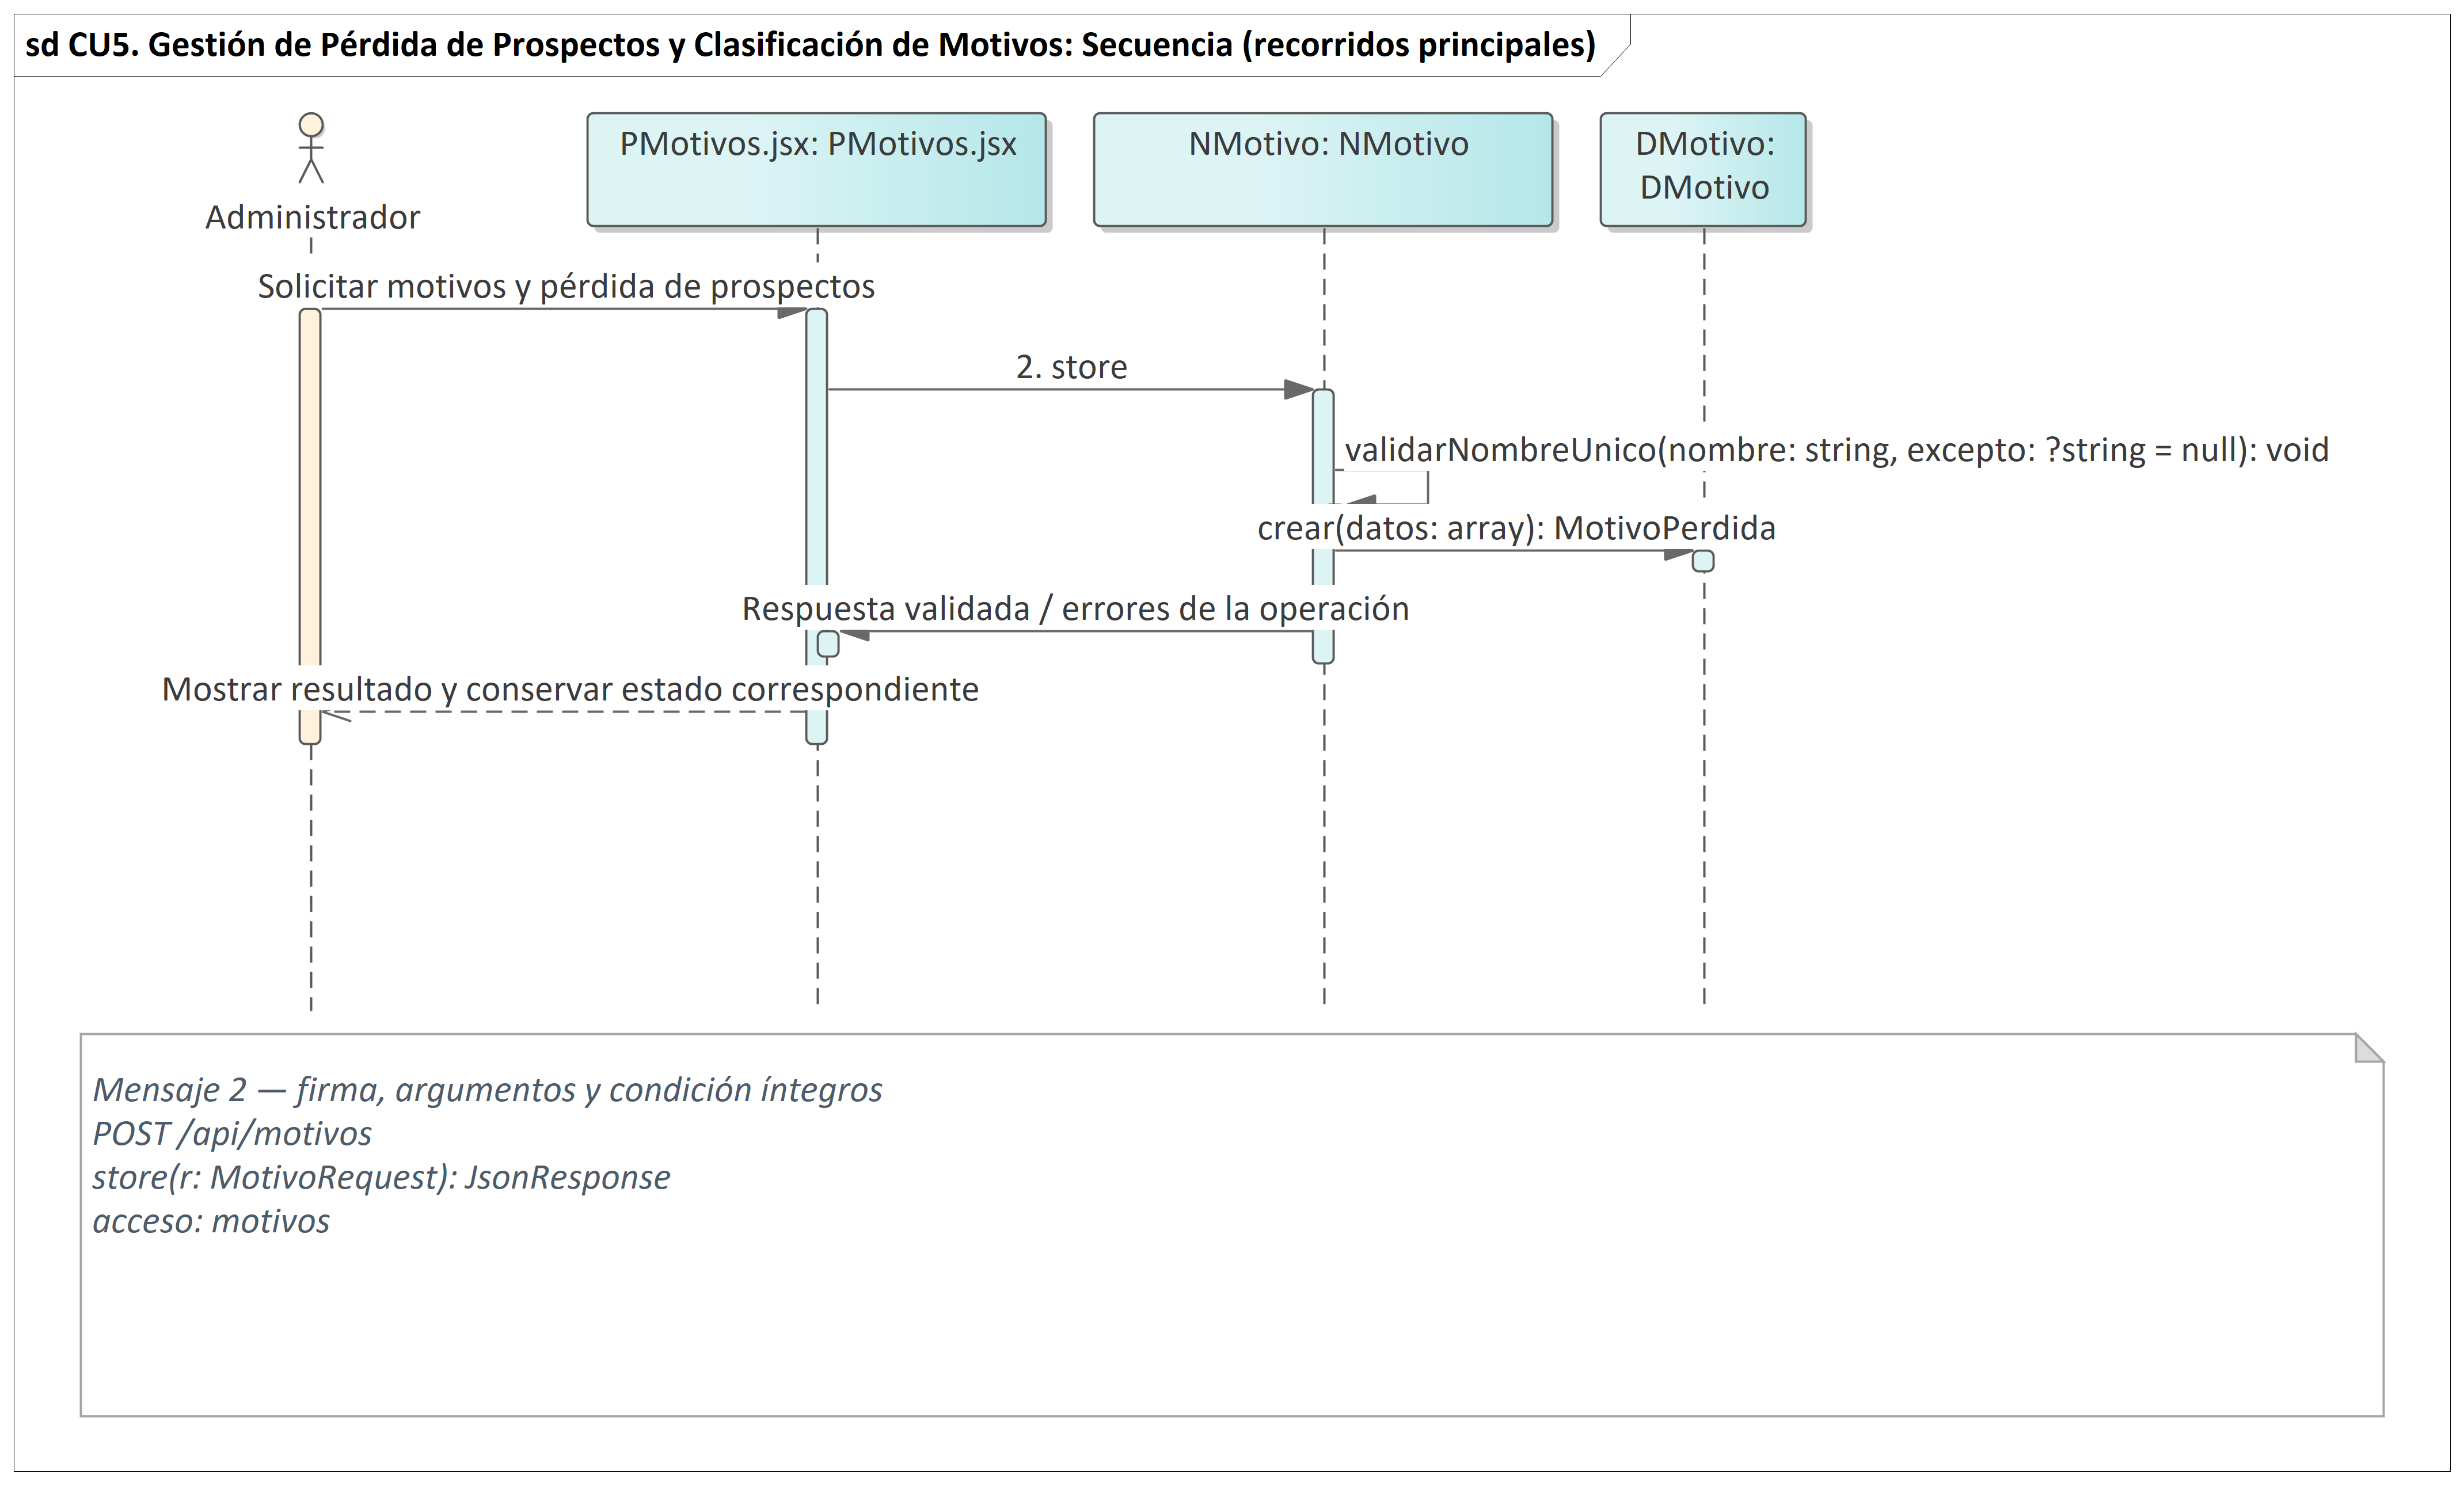 sd CU5. Gestión de Pérdida de Prospectos y Clasificación de Motivos: Secuencia (recorridos principales)
Administrador
PMotivos.jsx: PMotivos.jsx
NMotivo: NMotivo
DMotivo:
DMotivo
Solicitar motivos y pérdida de prospectos
2. store
validarNombreUnico(nombre: string, excepto: ?string = null): void
crear(datos: array): MotivoPerdida
Respuesta validada / errores de la operación
Mostrar resultado y conservar estado correspondiente
Mensaje 2 — firma, argumentos y condición íntegros
POST /api/motivos
store(r: MotivoRequest): JsonResponse
acceso: motivos